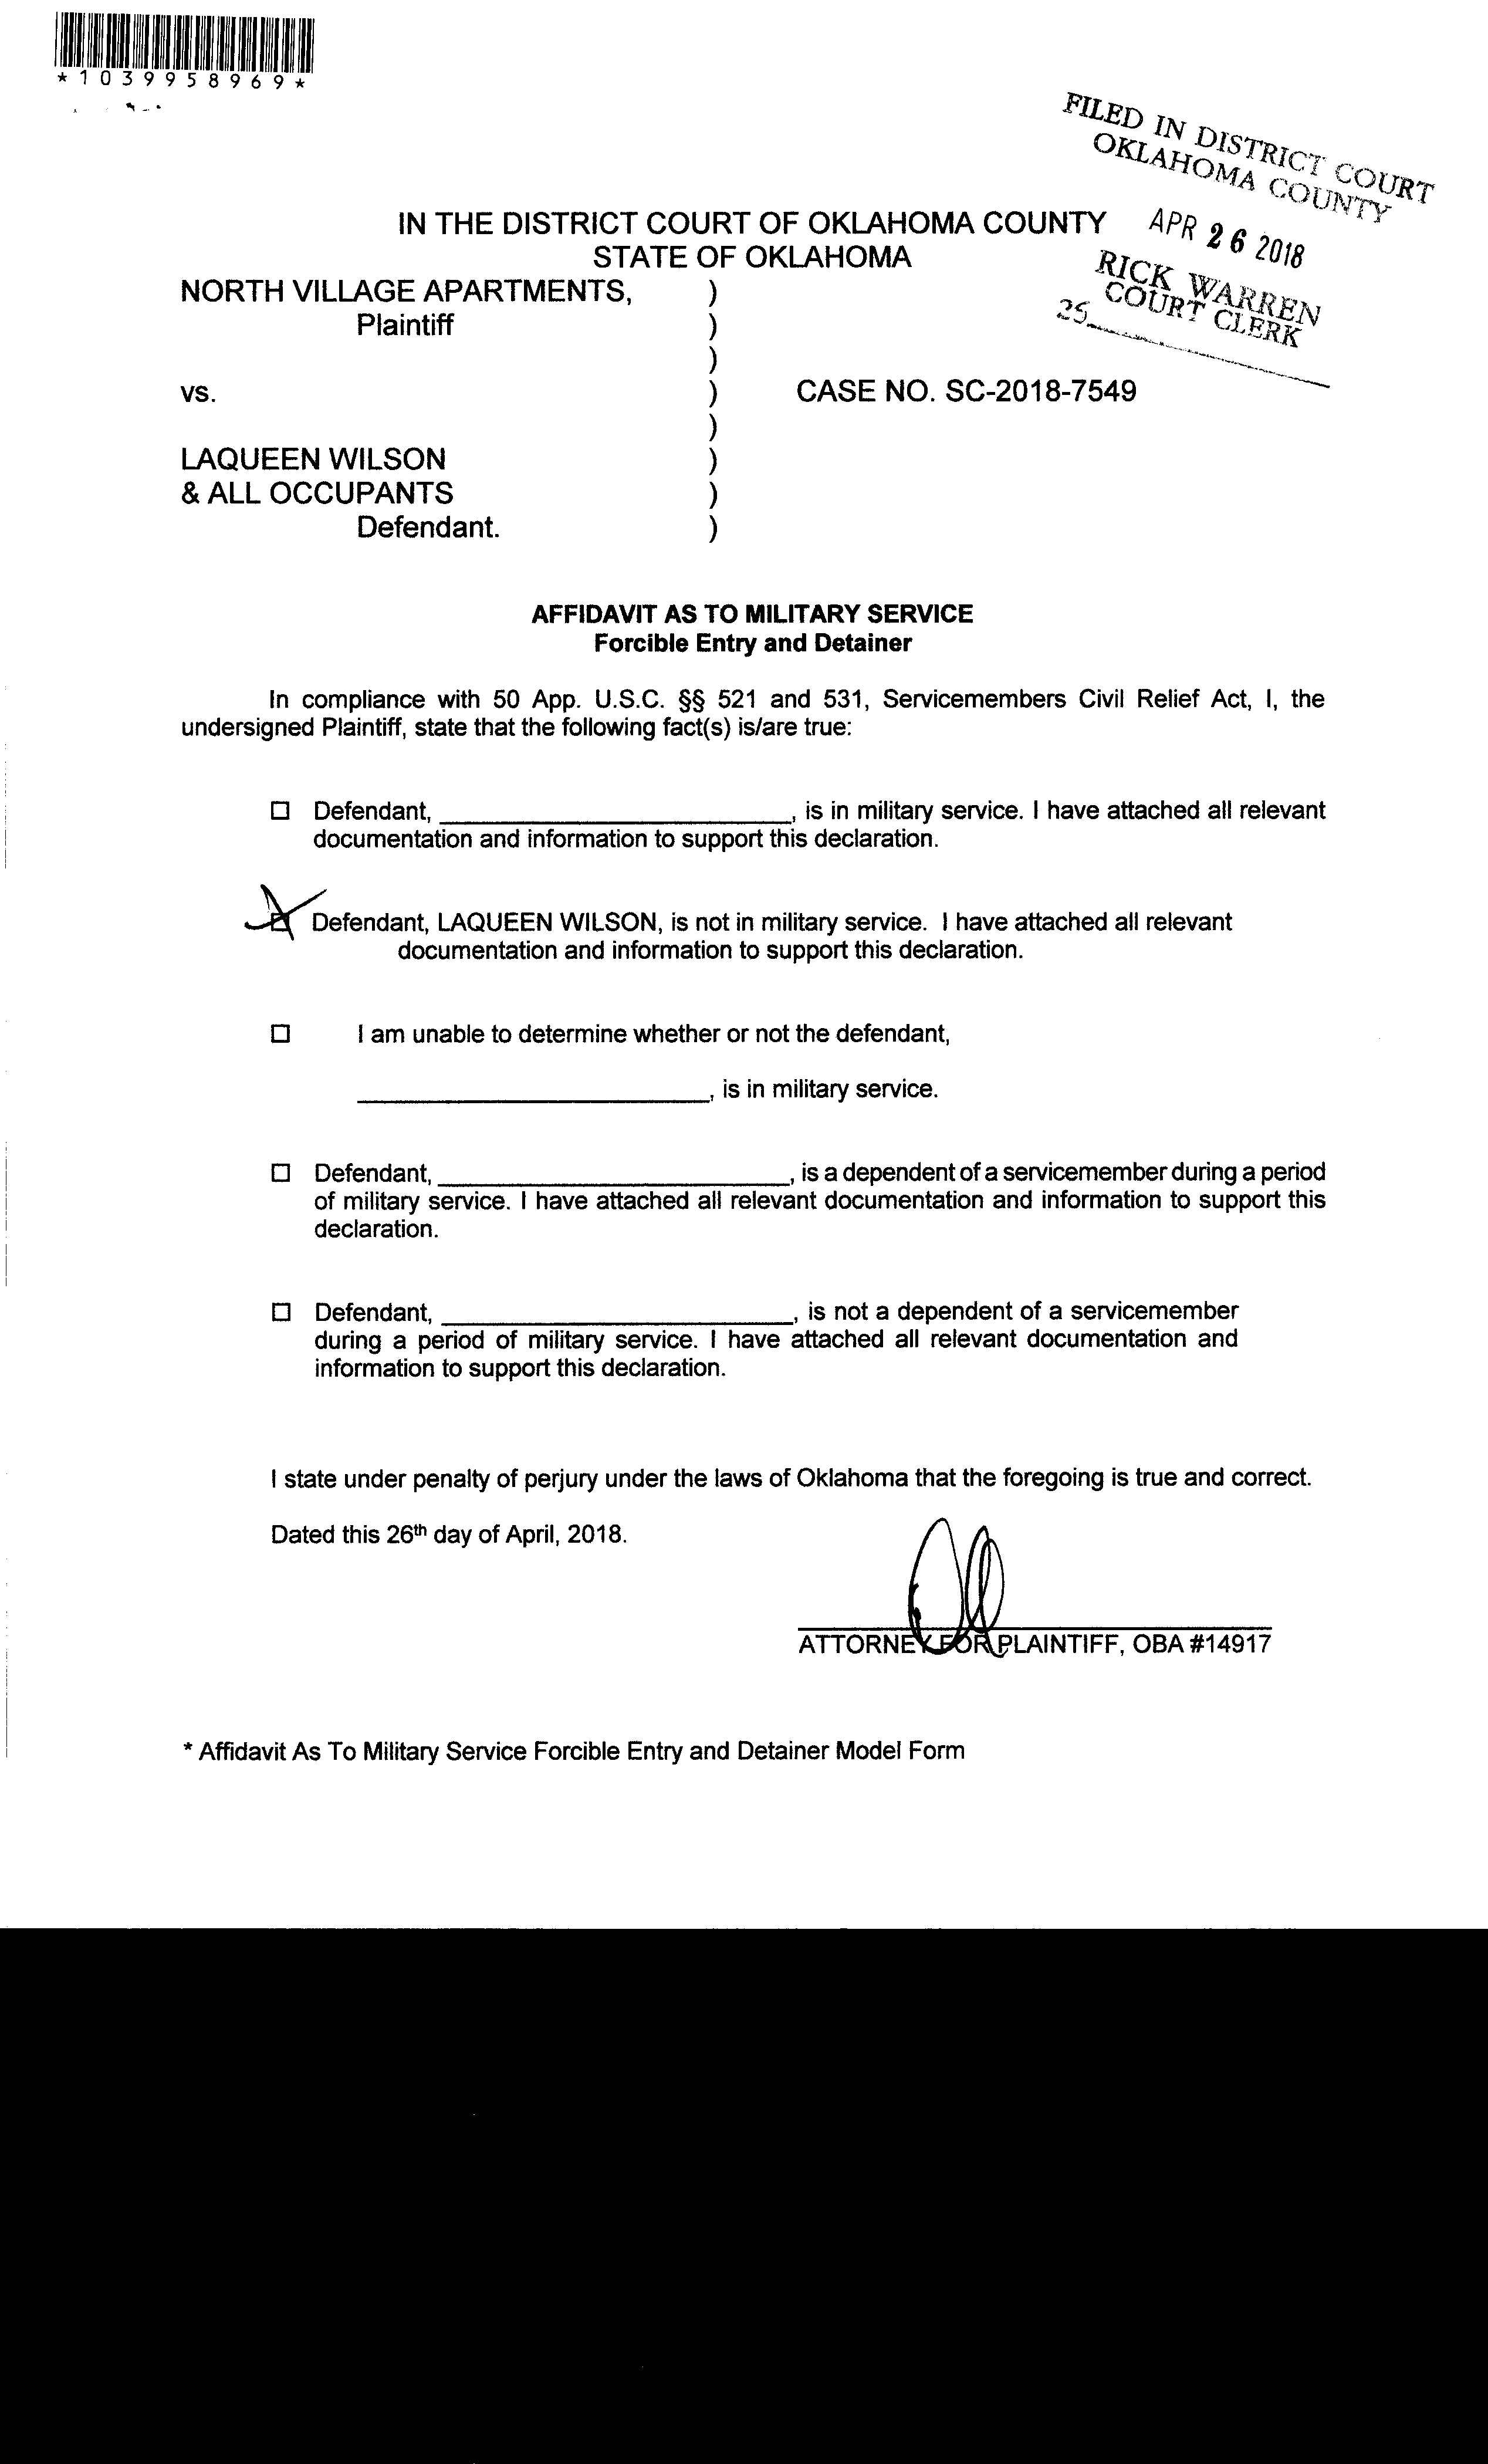 *1039958969*
FILED IN DISTRICT COURT
OKLAHOMA COUNTY
APR 26 2018
RICK WARREN
COURT CLERK
25
IN THE DISTRICT COURT OF OKLAHOMA COUNTY
STATE OF OKLAHOMA
NORTH VILLAGE APARTMENTS, )
Plaintiff )
)
vs. ) CASE NO. SC-2018-7549
)
LAQUEEN WILSON )
& ALL OCCUPANTS )
Defendant. )
AFFIDAVIT AS TO MILITARY SERVICE
Forcible Entry and Detainer
In compliance with 50 App. U.S.C. §§ 521 and 531, Servicemembers Civil Relief Act, I, the
undersigned Plaintiff, state that the following fact(s) is/are true:
☐ Defendant, ____________________, is in military service. I have attached all relevant
documentation and information to support this declaration.
☒ Defendant, LAQUEEN WILSON, is not in military service. I have attached all relevant
documentation and information to support this declaration.
☐ I am unable to determine whether or not the defendant,
____________________, is in military service.
☐ Defendant, ____________________, is a dependent of a servicemember during a period
of military service. I have attached all relevant documentation and information to support this
declaration.
☐ Defendant, ____________________, is not a dependent of a servicemember
during a period of military service. I have attached all relevant documentation and
information to support this declaration.
I state under penalty of perjury under the laws of Oklahoma that the foregoing is true and correct.
Dated this 26th day of April, 2018.
ATTORNEY FOR PLAINTIFF, OBA #14917
* Affidavit As To Military Service Forcible Entry and Detainer Model Form